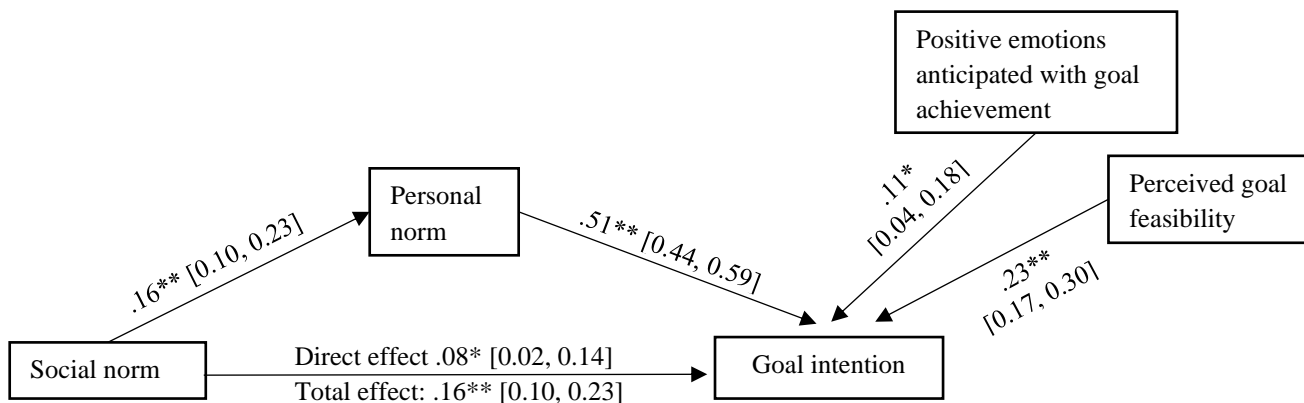 Positive emotions
anticipated with goal
achievement
Perceived goal
feasibility
Personal
norm
.11*
[0.04, 0.18]
.51** [0.44, 0.59]
.16** [0.10, 0.23]
.23**
[0.17, 0.30]
Social norm
Direct effect .08* [0.02, 0.14]
Total effect: .16** [0.10, 0.23]
Goal intention